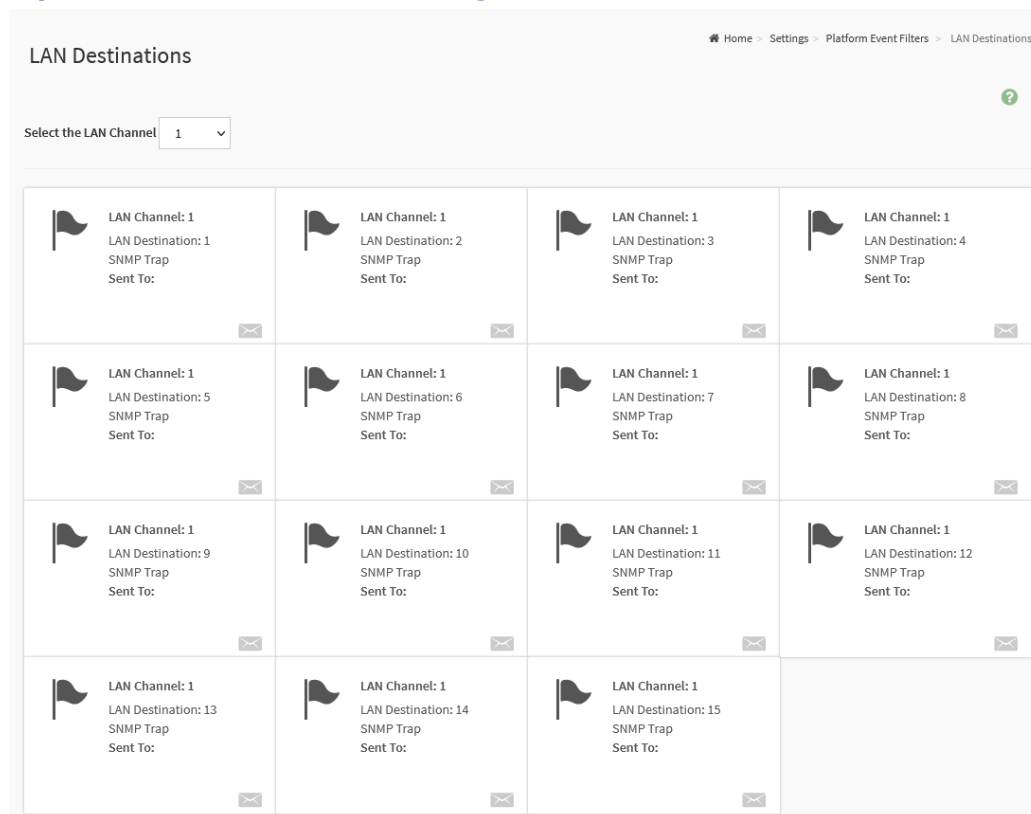 Home > Settings > Platform Event Filters > LAN Destinations
LAN Destinations
?
Select the LAN Channel 1
LAN Channel: 1
LAN Destination: 1
SNMP Trap
Sent To:
LAN Channel: 1
LAN Destination: 2
SNMP Trap
Sent To:
LAN Channel: 1
LAN Destination: 3
SNMP Trap
Sent To:
LAN Channel: 1
LAN Destination: 4
SNMP Trap
Sent To:
LAN Channel: 1
LAN Destination: 5
SNMP Trap
Sent To:
LAN Channel: 1
LAN Destination: 6
SNMP Trap
Sent To:
LAN Channel: 1
LAN Destination: 7
SNMP Trap
Sent To:
LAN Channel: 1
LAN Destination: 8
SNMP Trap
Sent To:
LAN Channel: 1
LAN Destination: 9
SNMP Trap
Sent To:
LAN Channel: 1
LAN Destination: 10
SNMP Trap
Sent To:
LAN Channel: 1
LAN Destination: 11
SNMP Trap
Sent To:
LAN Channel: 1
LAN Destination: 12
SNMP Trap
Sent To:
LAN Channel: 1
LAN Destination: 13
SNMP Trap
Sent To:
LAN Channel: 1
LAN Destination: 14
SNMP Trap
Sent To:
LAN Channel: 1
LAN Destination: 15
SNMP Trap
Sent To: